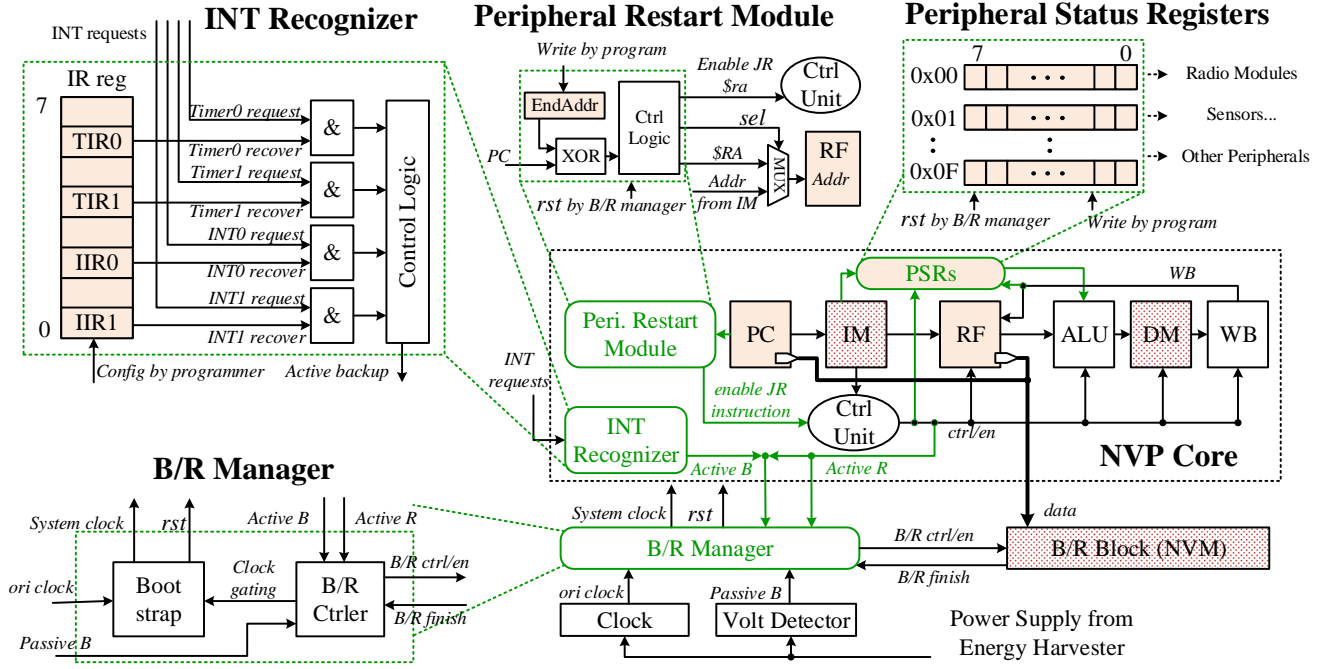 INT Recognizer
INT requests
IR reg
7
TIR0
TIR1
IIR0
IIR1
0
Timer0 request
Timer0 recover
Timer1 request
Timer1 recover
INT0 request
INT0 recover
INT1 request
INT1 recover
&
&
&
&
Control Logic
Config by programmer
Active backup
Peripheral Restart Module
Write by program
EndAddr
PC
XOR
Ctrl
Logic
Enable JR
$ra
sel
$RA
Addr
from IM
MUX
Ctrl
Unit
RF
Addr
rst by B/R manager
Peripheral Status Registers
7
0
0x00
0x01
0x0F
Radio Modules
Sensors...
Other Peripherals
rst by B/R manager
Write by program
PSRs
WB
Peri. Restart
Module
PC
IM
RF
ALU
DM
WB
INT
requests
enable JR
instruction
Ctrl
Unit
ctrl/en
INT
Recognizer
Active B
Active R
NVP Core
System clock
rst
data
B/R Manager
B/R ctrl/en
B/R finish
B/R Block (NVM)
ori clock
Passive B
Clock
Volt Detector
Power Supply from
Energy Harvester
B/R Manager
System clock
rst
Active B
Active R
ori clock
Boot
strap
Clock
gating
B/R
Ctrler
B/R ctrl/en
B/R finish
Passive B